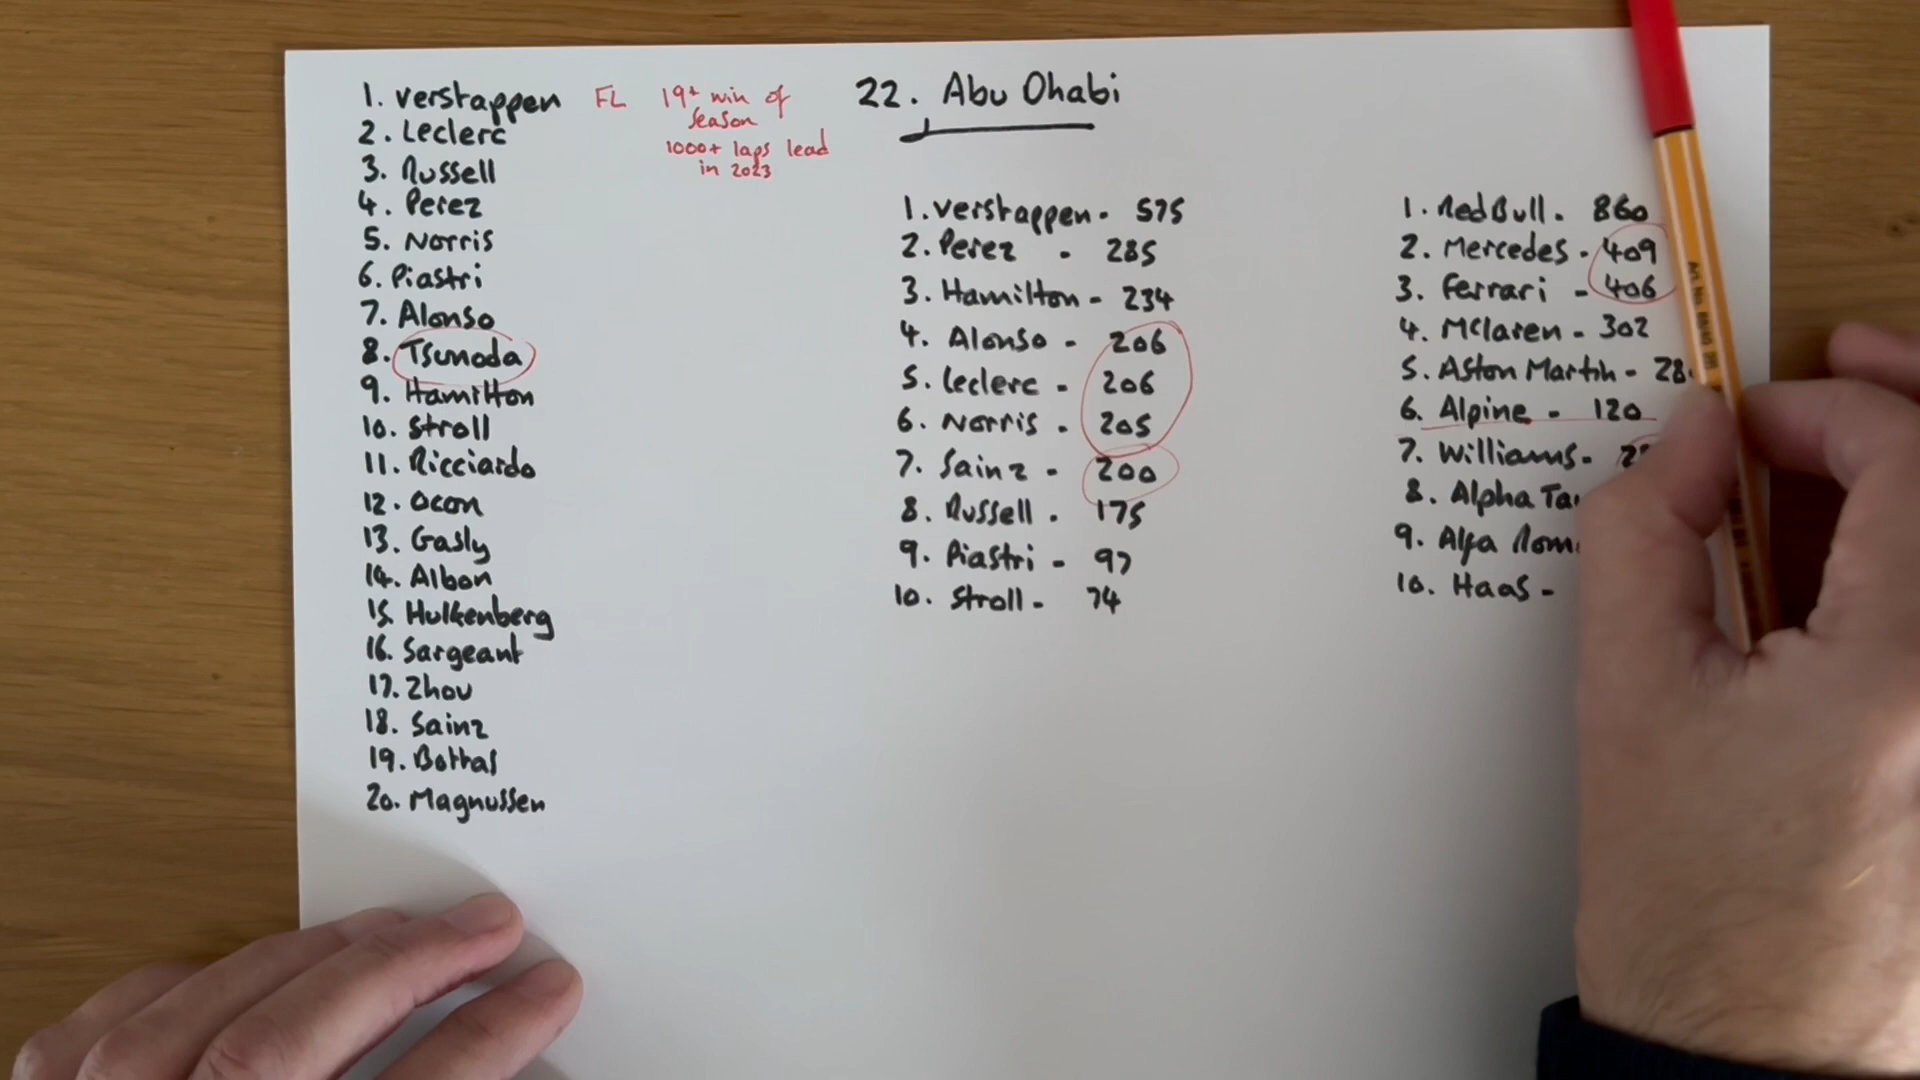 1. Verstappen FL 19th win of
season
1000+ laps lead
in 2023
2. Leclerc
3. Russell
4. Perez
5. Norris
6. Piastri
7. Alonso
8. Tsunoda
9. Hamilton
10. Stroll
11. Ricciardo
12. Ocon
13. Gasly
14. Albon
15. Hulkenberg
16. Sargeant
17. Zhou
18. Sainz
19. Bottas
20. Magnussen
22. Abu Dhabi
1. Verstappen - 575
2. Perez - 285
3. Hamilton - 234
4. Alonso - 206
5. Leclerc - 206
6. Norris - 205
7. Sainz - 200
8. Russell - 175
9. Piastri - 97
10. Stroll - 74
1. Red Bull - 860
2. Mercedes - 409
3. Ferrari - 406
4. McLaren - 302
5. Aston Martin - 28
6. Alpine - 120
7. Williams -
8. Alpha
9. Alfa
10. Haas -